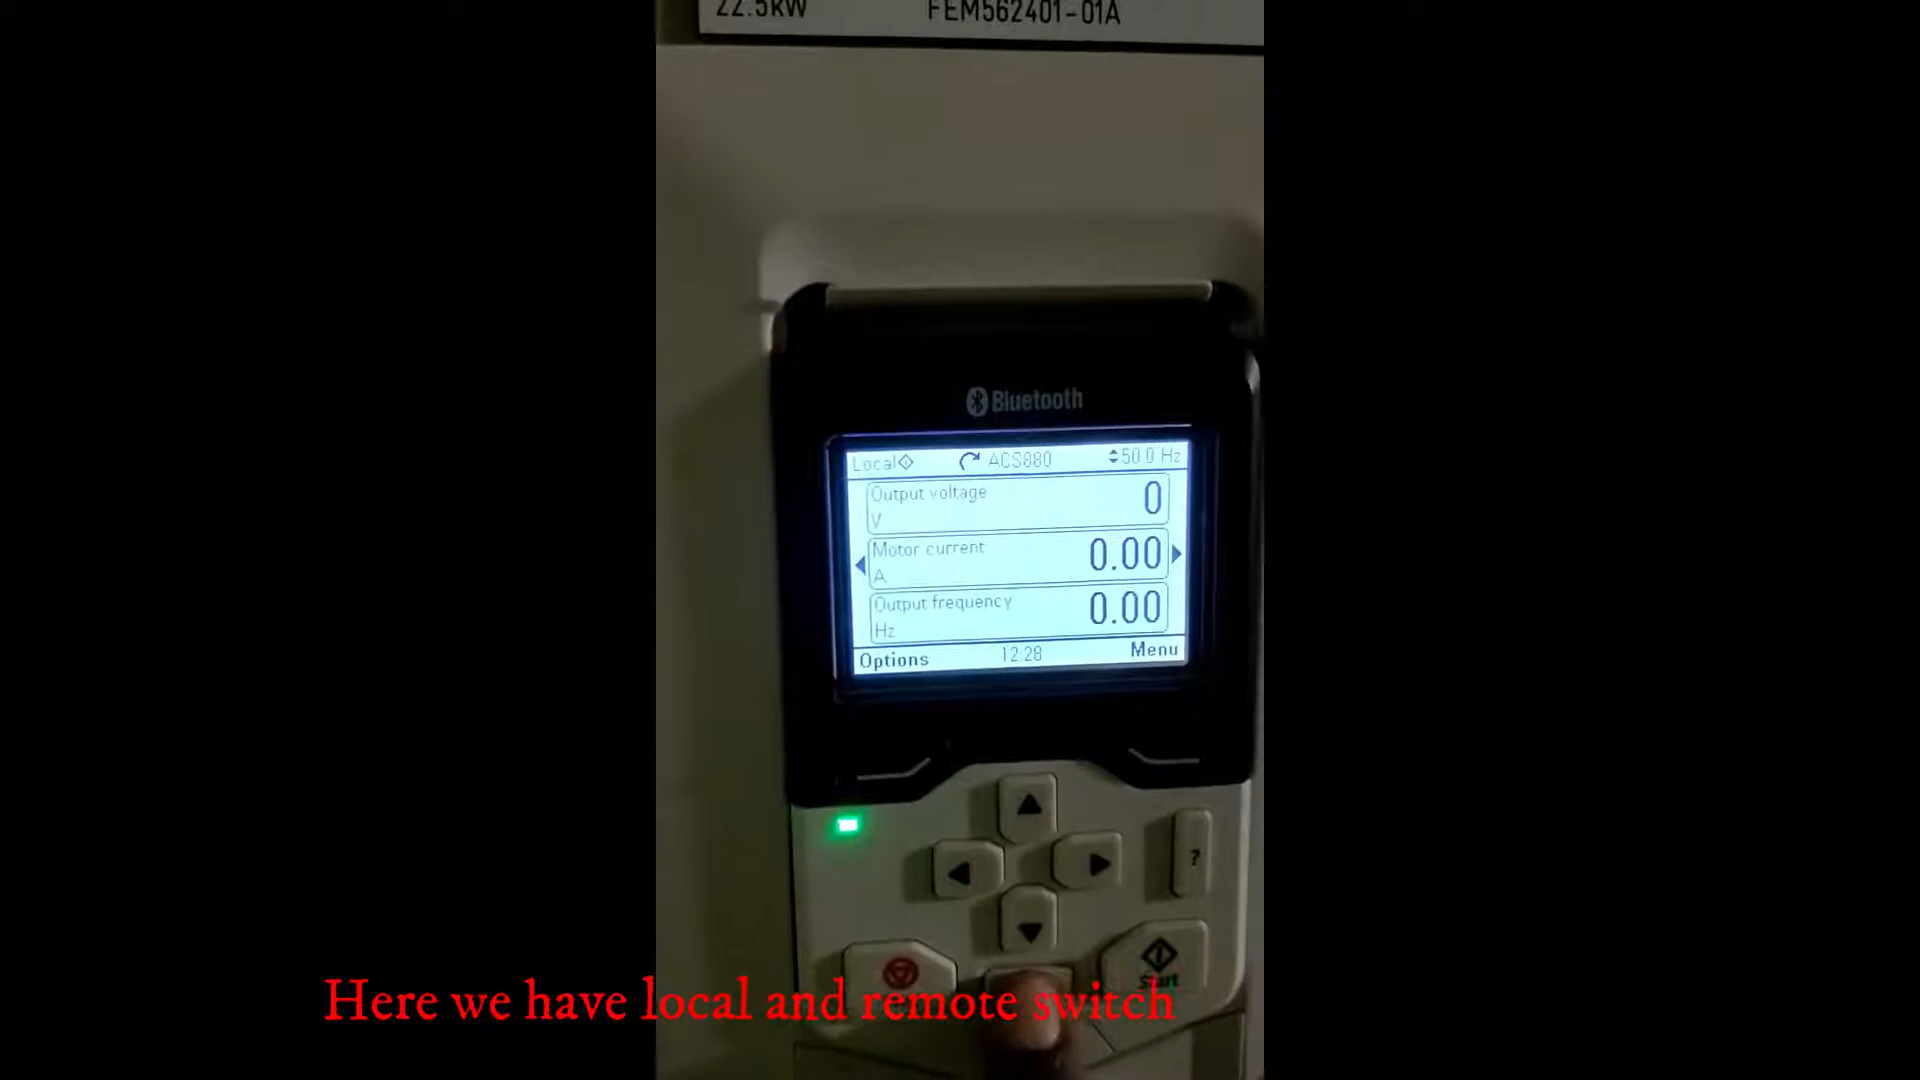 22.5kW FEM562401-01A
Bluetooth
Local ACS880 50.0 Hz
Output voltage 0
V
Motor current 0.00
A
Output frequency 0.00
Hz
Options 12:28 Menu
?
Start
Here we have local and remote switch